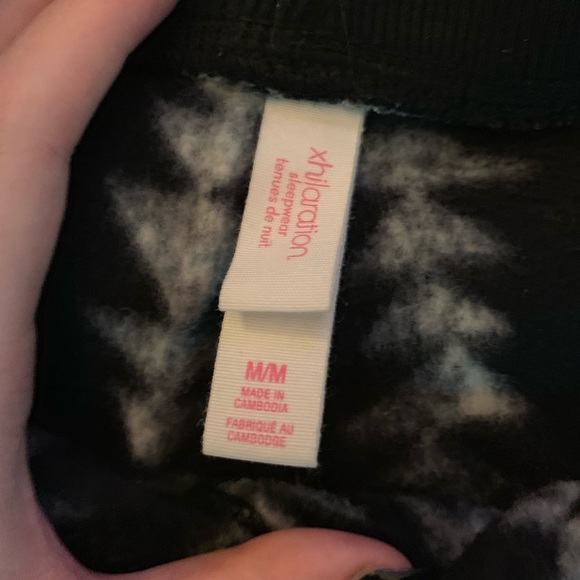 xhilaration
sleepwear
tenues de nuit
M/M
MADE IN
CAMBODIA
FABRIQUÉ AU
CAMBODGE